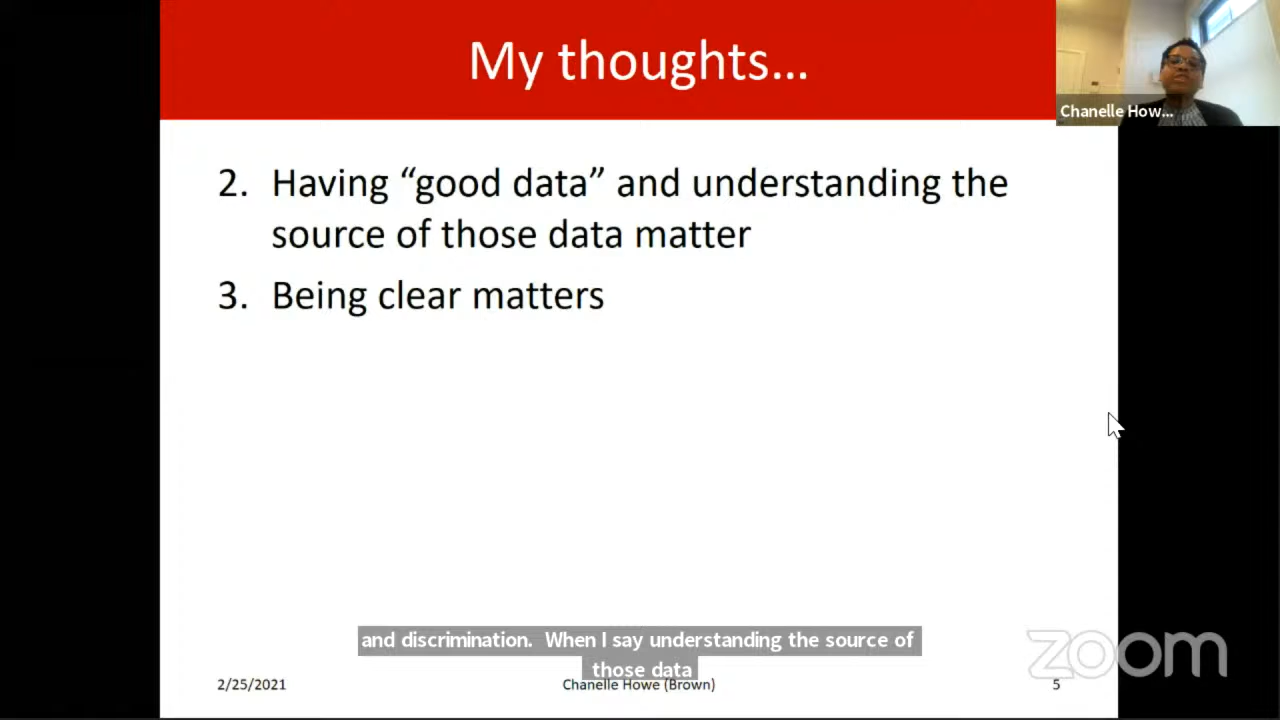 My thoughts…
Chanelle How...
2. Having “good data” and understanding the
source of those data matter
3. Being clear matters
and discrimination. When I say understanding the source of
those data
zoom
2/25/2021
Chanelle Howe (Brown)
5